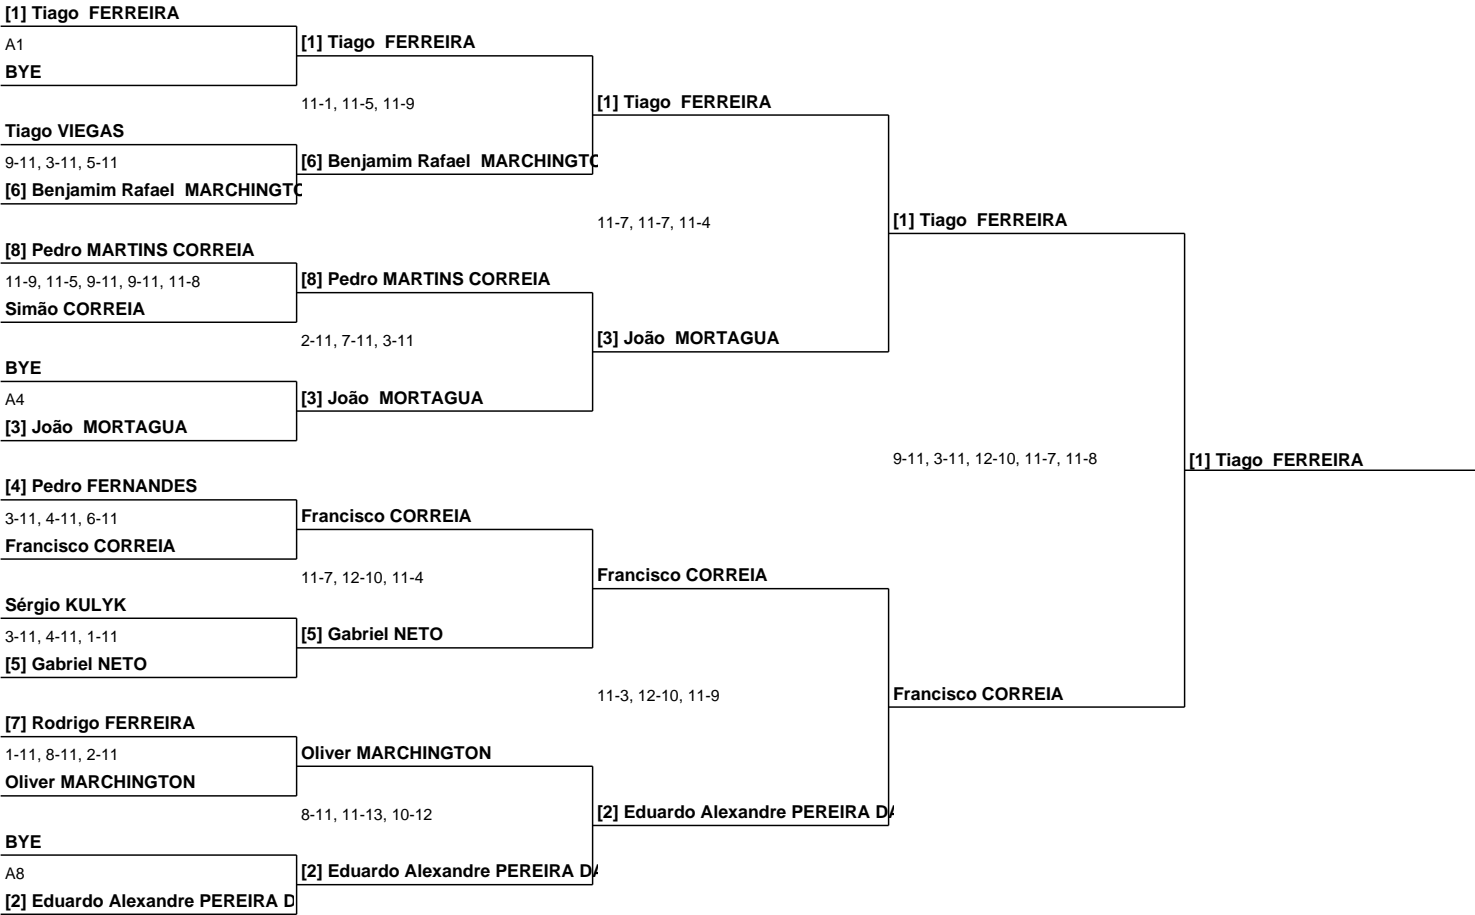 [1] Tiago  FERREIRA
A1
BYE
Tiago VIEGAS
9-11, 3-11, 5-11
[6] Benjamim Rafael  MARCHINGTO
[8] Pedro MARTINS CORREIA
11-9, 11-5, 9-11, 9-11, 11-8
Simão CORREIA
BYE
A4
[3] João  MORTAGUA
[4] Pedro FERNANDES
3-11, 4-11, 6-11
Francisco CORREIA
Sérgio KULYK
3-11, 4-11, 1-11
[5] Gabriel NETO
[7] Rodrigo FERREIRA
1-11, 8-11, 2-11
Oliver MARCHINGTON
BYE
A8
[2] Eduardo Alexandre PEREIRA D
[1] Tiago  FERREIRA
11-1, 11-5, 11-9
[6] Benjamim Rafael  MARCHINGTO
[8] Pedro MARTINS CORREIA
2-11, 7-11, 3-11
[3] João  MORTAGUA
Francisco CORREIA
11-7, 12-10, 11-4
[5] Gabriel NETO
Oliver MARCHINGTON
8-11, 11-13, 10-12
[2] Eduardo Alexandre PEREIRA DA
[1] Tiago  FERREIRA
11-7, 11-7, 11-4
[3] João  MORTAGUA
Francisco CORREIA
11-3, 12-10, 11-9
[2] Eduardo Alexandre PEREIRA DA
[1] Tiago  FERREIRA
9-11, 3-11, 12-10, 11-7, 11-8
Francisco CORREIA
[1] Tiago  FERREIRA